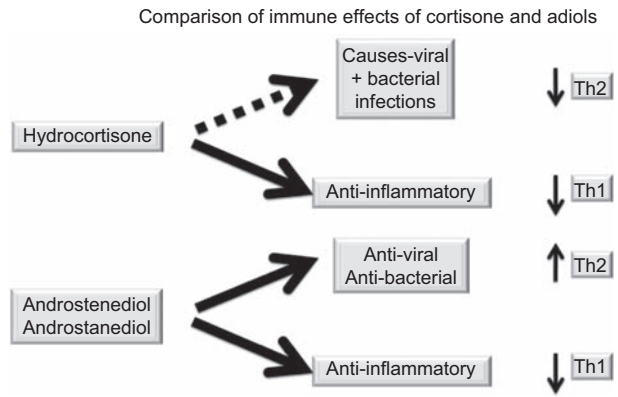 Comparison of immune effects of cortisone and adiols
Causes-viral
+ bacterial
infections
Th2
Hydrocortisone
Anti-inflammatory
Th1
Anti-viral
Anti-bacterial
Th2
Androstenediol
Androstanediol
Anti-inflammatory
Th1